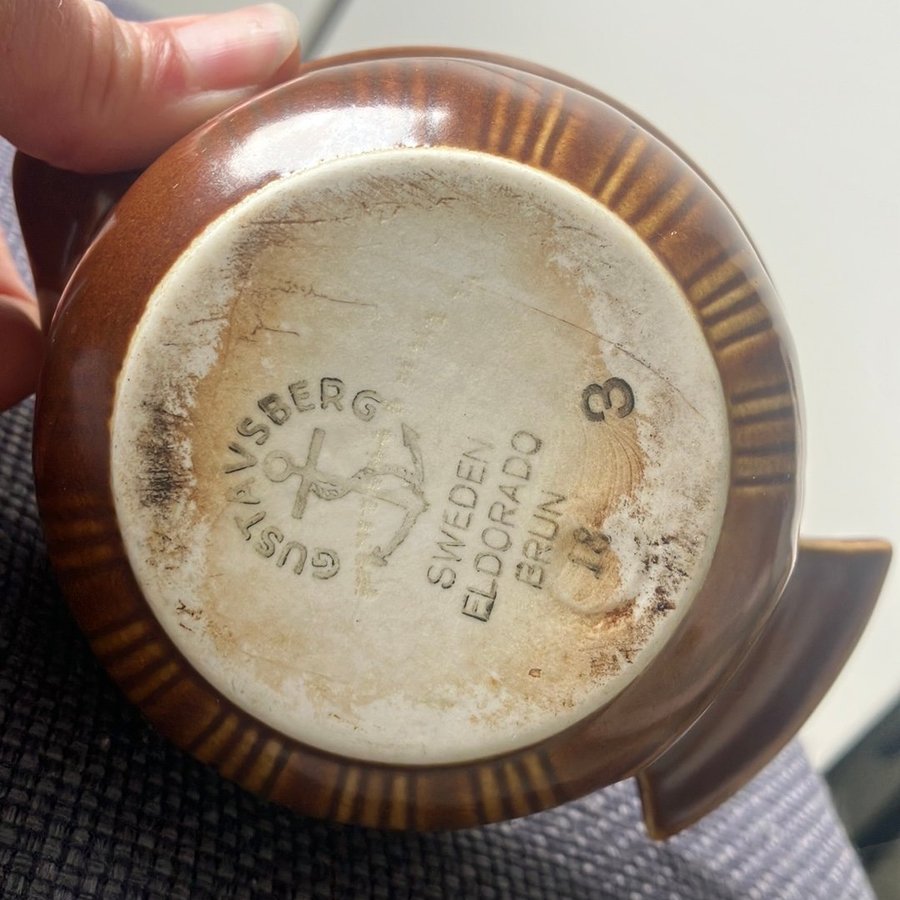 GUSTAVSBERG
SWEDEN
ELDORADO
BRUN
18
3